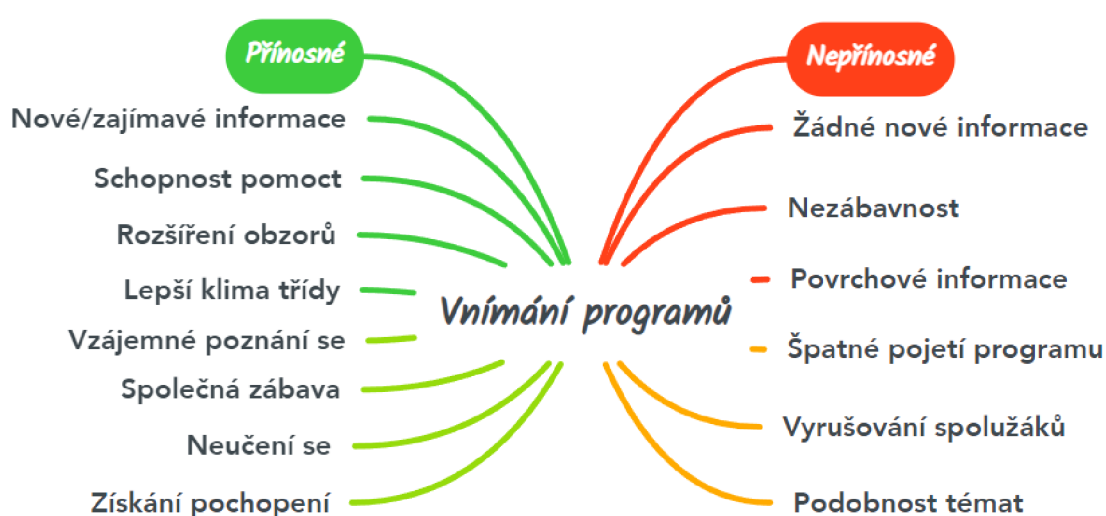 Přínosné
Nové/zajímavé informace
Schopnost pomoct
Rozšíření obzorů
Lepší klima třídy
Vzájemné poznání se
Společná zábava
Neučení se
Získání pochopení
Vnímání programů
Nepřínosné
Žádné nové informace
Nezábavnost
Povrchové informace
Špatné pojetí programu
Vyrušování spolužáků
Podobnost témat